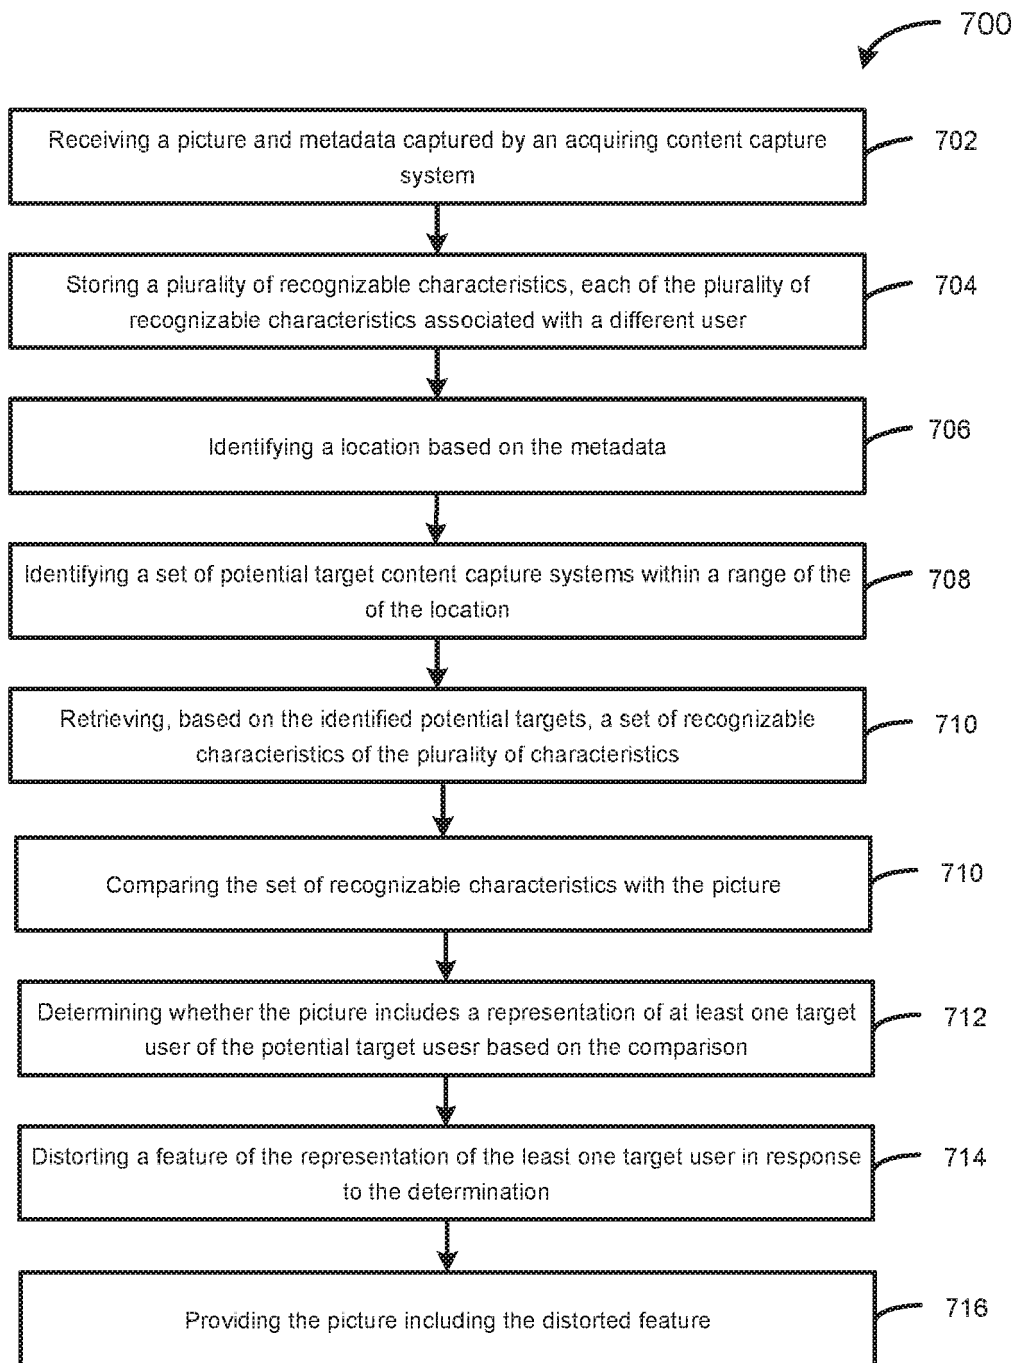 700
Receiving a picture and metadata captured by an acquiring content capture
system
702
Storing a plurality of recognizable characteristics, each of the plurality of
recognizable characteristics associated with a different user
704
Identifying a location based on the metadata
706
Identifying a set of potential target content capture systems within a range of the
of the location
708
Retrieving, based on the identified potential targets, a set of recognizable
characteristics of the plurality of characteristics
710
Comparing the set of recognizable characteristics with the picture
710
Determining whether the picture includes a representation of at least one target
user of the potential target usesr based on the comparison
712
Distorting a feature of the representation of the least one target user in response
to the determination
714
Providing the picture including the distorted feature
716